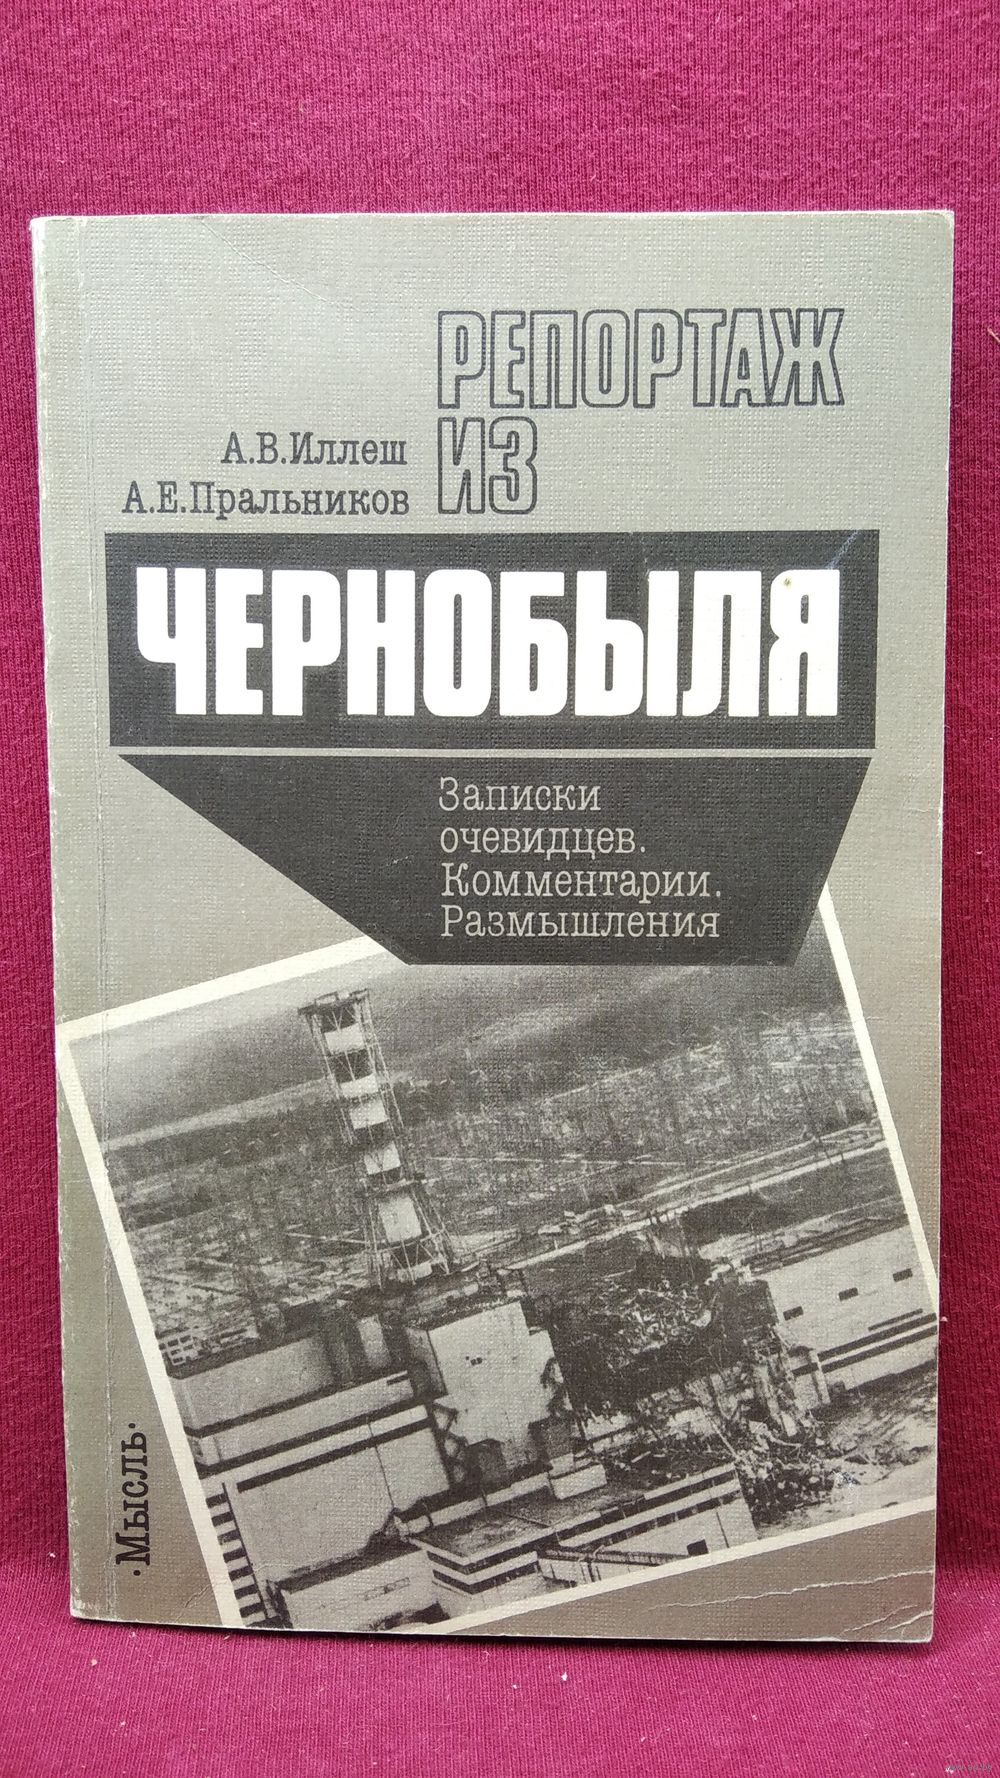 РЕПОРТАЖ
ИЗ
А.В.Иллеш
А.Е.Пральников
ЧЕРНОБЫЛЯ
Записки
очевидцев.
Комментарии.
Размышления
·Мысль·